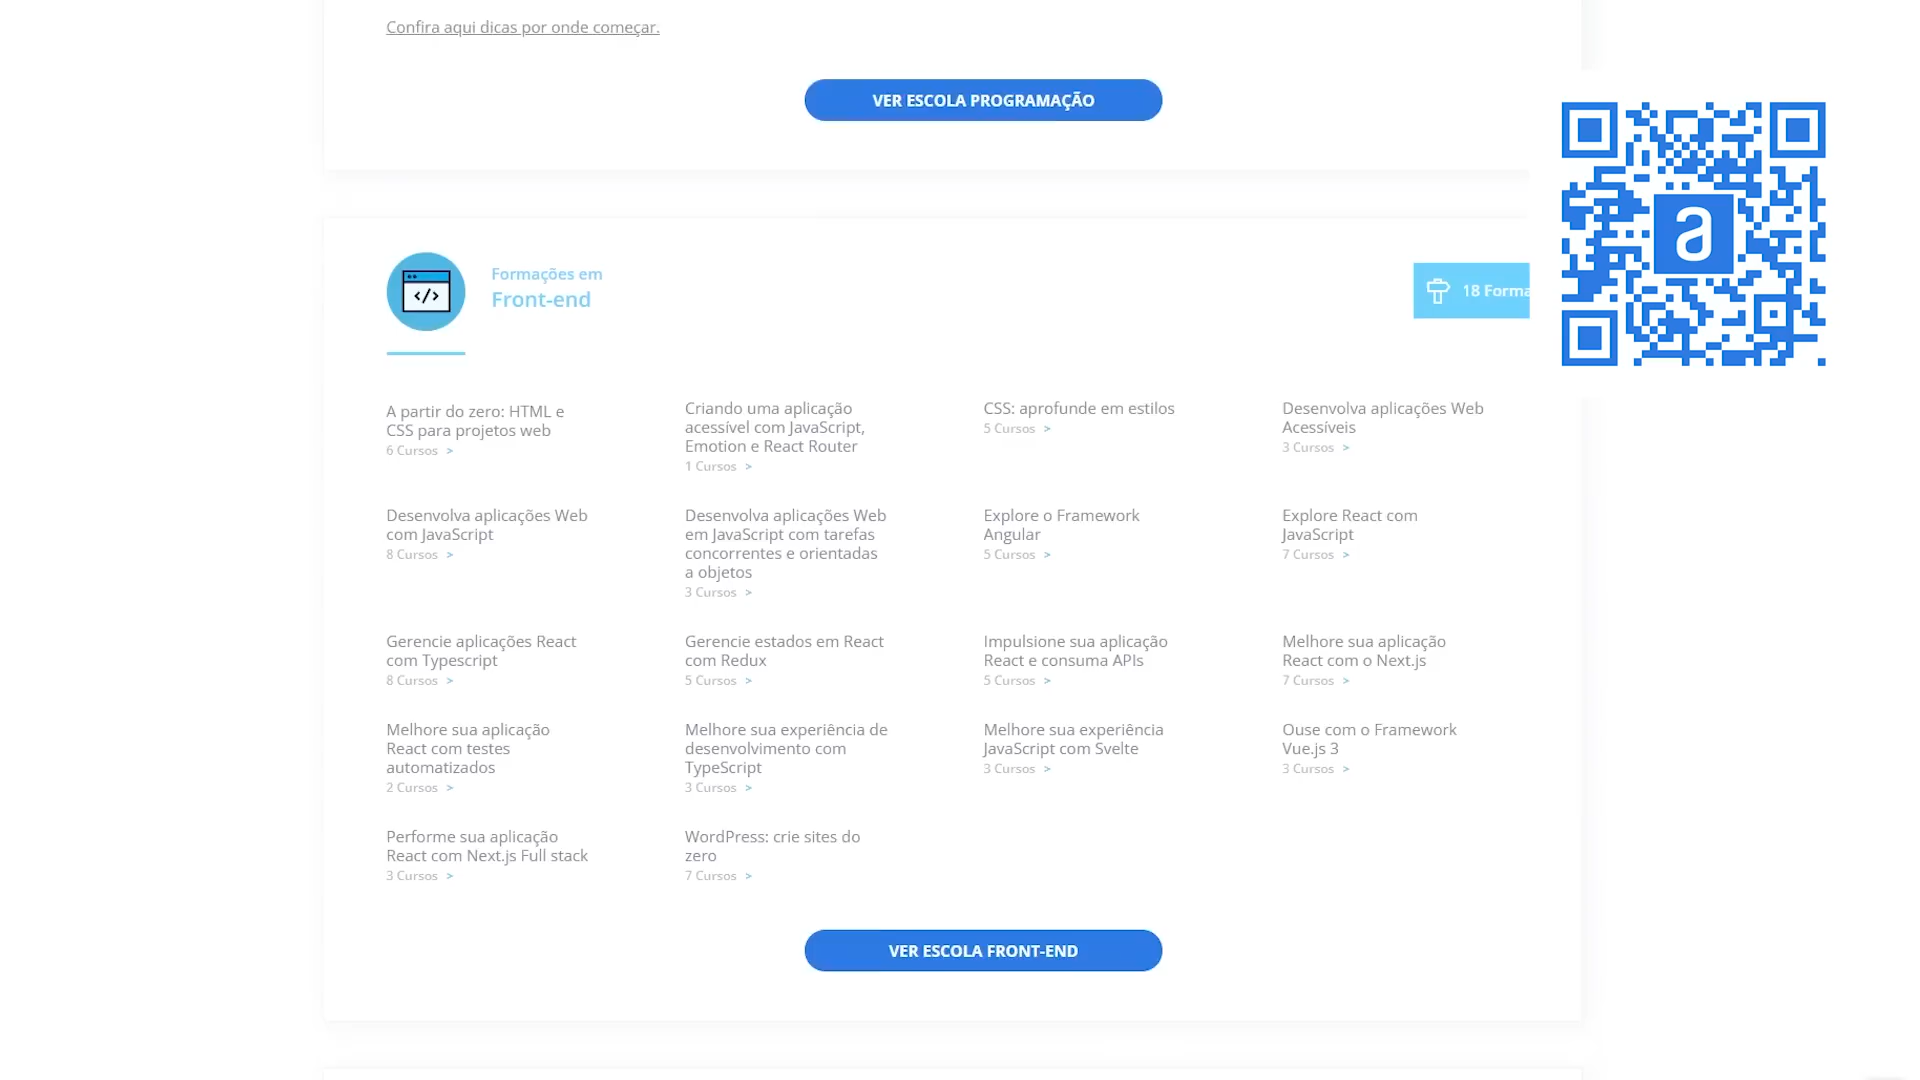 Confira aqui dicas por onde começar.
VER ESCOLA PROGRAMAÇÃO
Formações em
Front-end
18 Forma
a
A partir do zero: HTML e
CSS para projetos web
6 Cursos >
Criando uma aplicação
acessível com JavaScript,
Emotion e React Router
1 Cursos >
CSS: aprofunde em estilos
5 Cursos >
Desenvolva aplicações Web
Acessíveis
3 Cursos >
Desenvolva aplicações Web
com JavaScript
8 Cursos >
Desenvolva aplicações Web
em JavaScript com tarefas
concorrentes e orientadas
a objetos
3 Cursos >
Explore o Framework
Angular
5 Cursos >
Explore React com
JavaScript
7 Cursos >
Gerencie aplicações React
com Typescript
8 Cursos >
Gerencie estados em React
com Redux
5 Cursos >
Impulsione sua aplicação
React e consuma APIs
5 Cursos >
Melhore sua aplicação
React com o Next.js
7 Cursos >
Melhore sua aplicação
React com testes
automatizados
2 Cursos >
Melhore sua experiência de
desenvolvimento com
TypeScript
3 Cursos >
Melhore sua experiência
JavaScript com Svelte
3 Cursos >
Ouse com o Framework
Vue.js 3
3 Cursos >
Performe sua aplicação
React com Next.js Full stack
3 Cursos >
WordPress: crie sites do
zero
7 Cursos >
VER ESCOLA FRONT-END